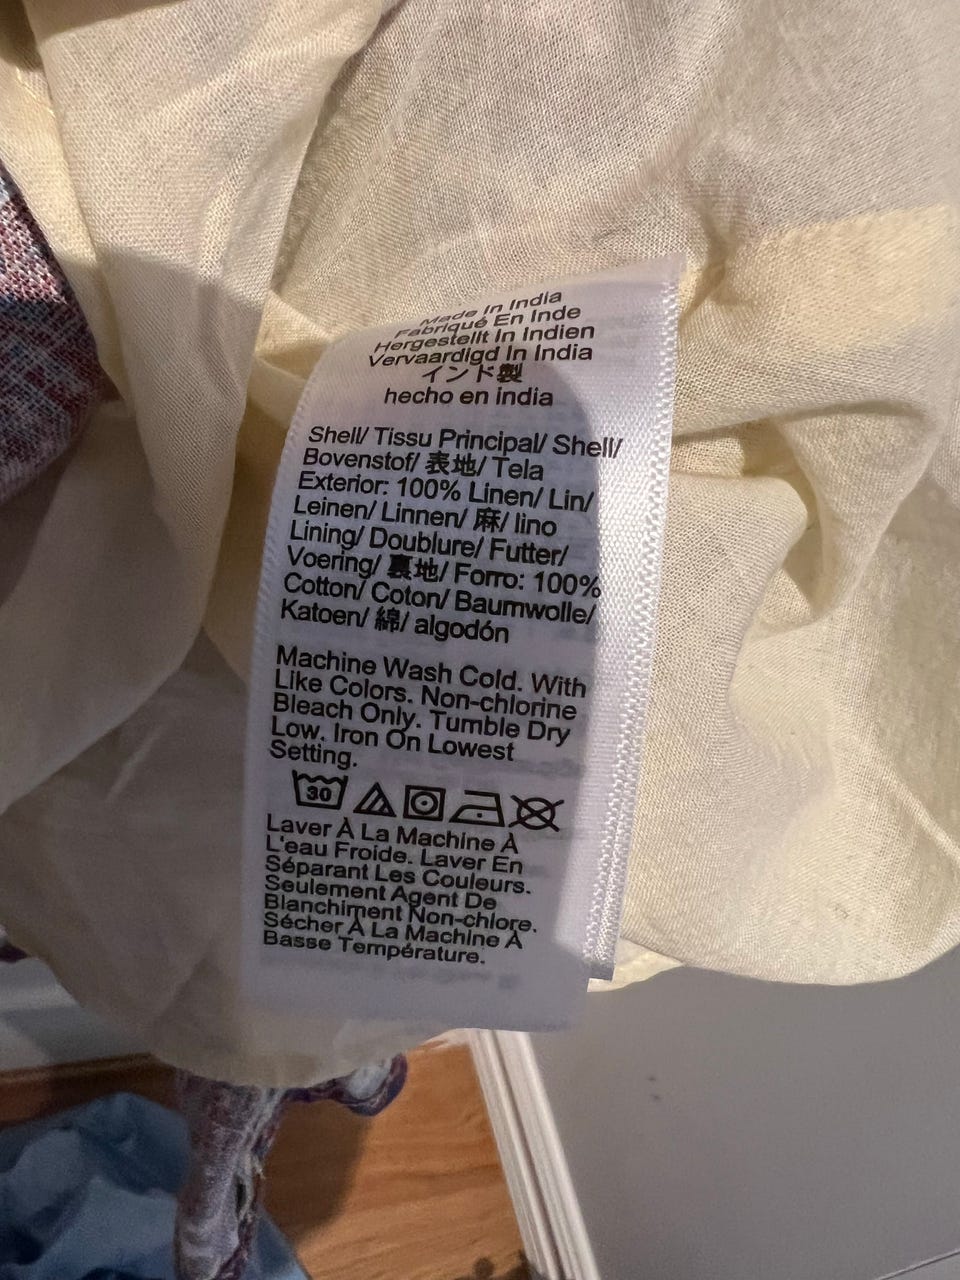 Made In India
Fabriqué En Inde
Hergestellt In Indien
Vervaardigd In India
インド製
hecho en india
Shell/ Tissu Principal/ Shell/
Bovenstof/ 表地/ Tela
Exterior: 100% Linen/ Lin/
Leinen/ Linnen/ 麻/ lino
Lining/ Doublure/ Futter/
Voering/ 裏地/ Forro: 100%
Cotton/ Coton/ Baumwolle/
Katoen/ 綿/ algodón
Machine Wash Cold. With
Like Colors. Non-chlorine
Bleach Only. Tumble Dry
Low. Iron On Lowest
Setting.
30
Laver À La Machine À
L'eau Froide. Laver En
Séparant Les Couleurs.
Seulement Agent De
Blanchiment Non-chlore.
Sécher À La Machine À
Basse Température.